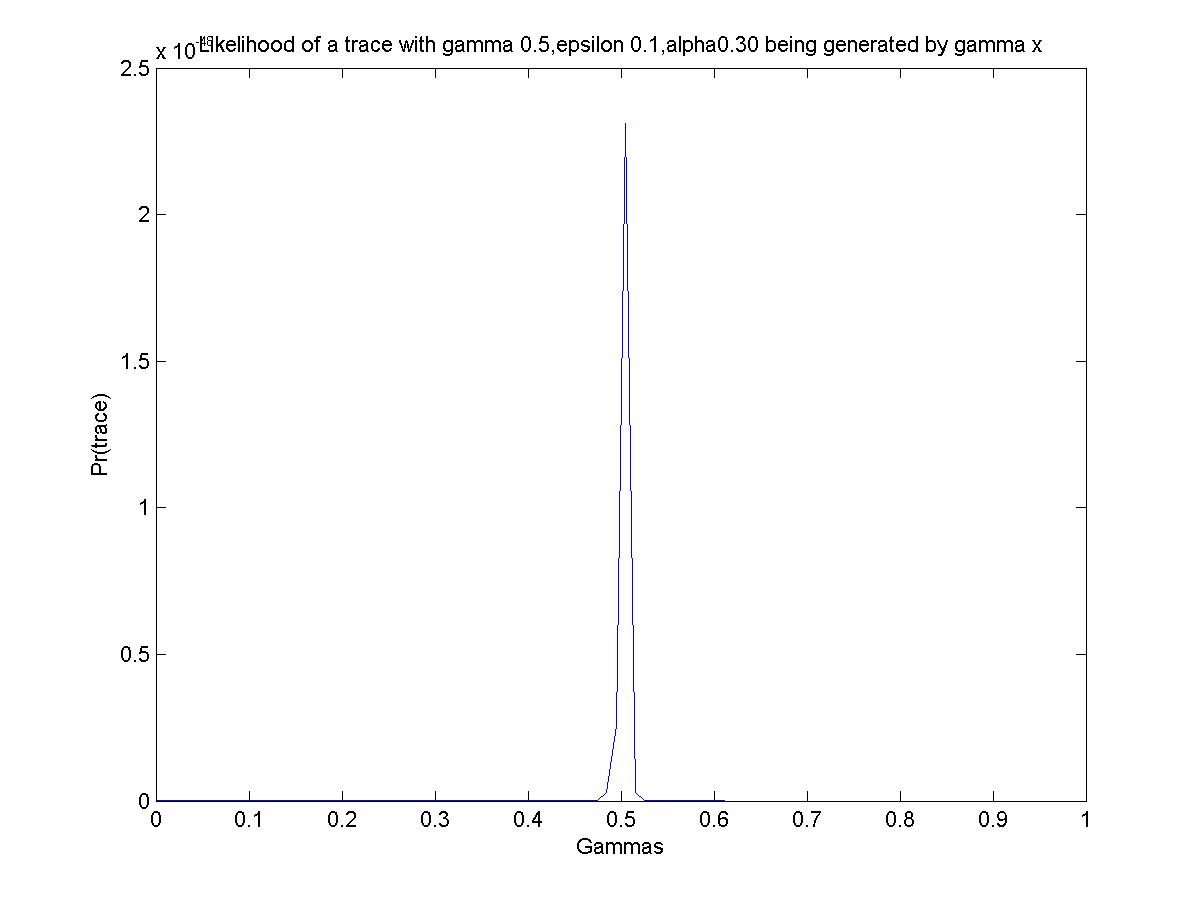 x 10
Likelihood of a trace with gamma 0.5,epsilon 0.1,alpha0.30 being generated by gamma x
2.5
2
1.5
1
0.5
0
Pr(trace)
0 0.1 0.2 0.3 0.4 0.5 0.6 0.7 0.8 0.9 1
Gammas